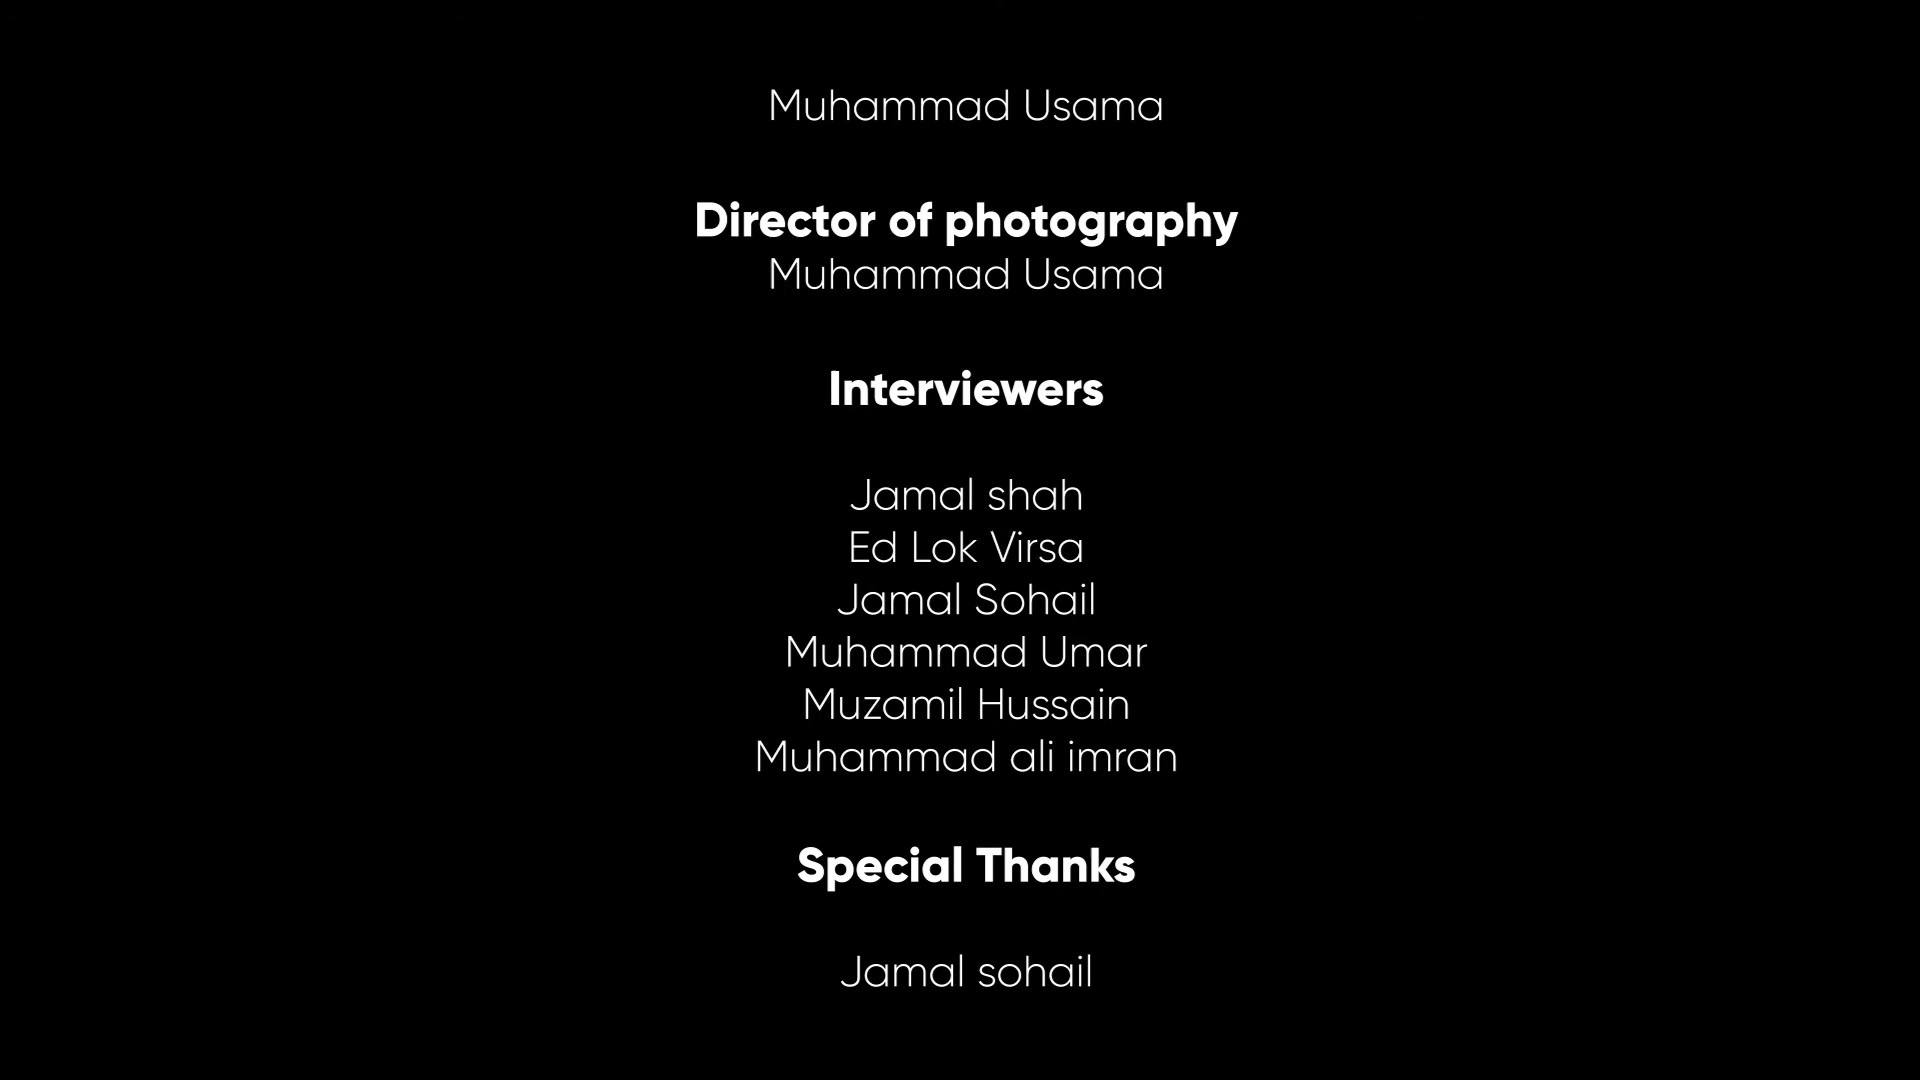 Muhammad Usama
Director of photography
Muhammad Usama
Interviewers
Jamal shah
Ed Lok Virsa
Jamal Sohail
Muhammad Umar
Muzamil Hussain
Muhammad ali imran
Special Thanks
Jamal sohail